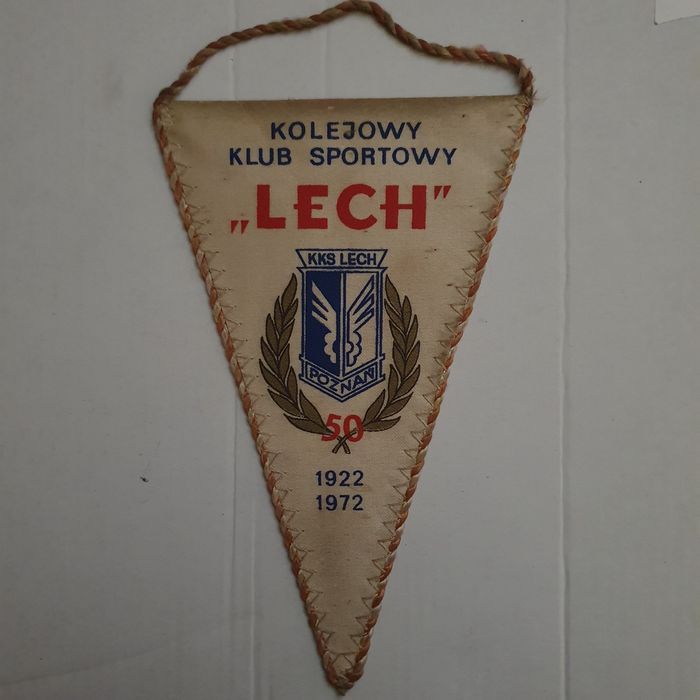 KOLEJOWY
KLUB SPORTOWY
„LECH”
KKS LECH
POZNAŃ
50
1922
1972